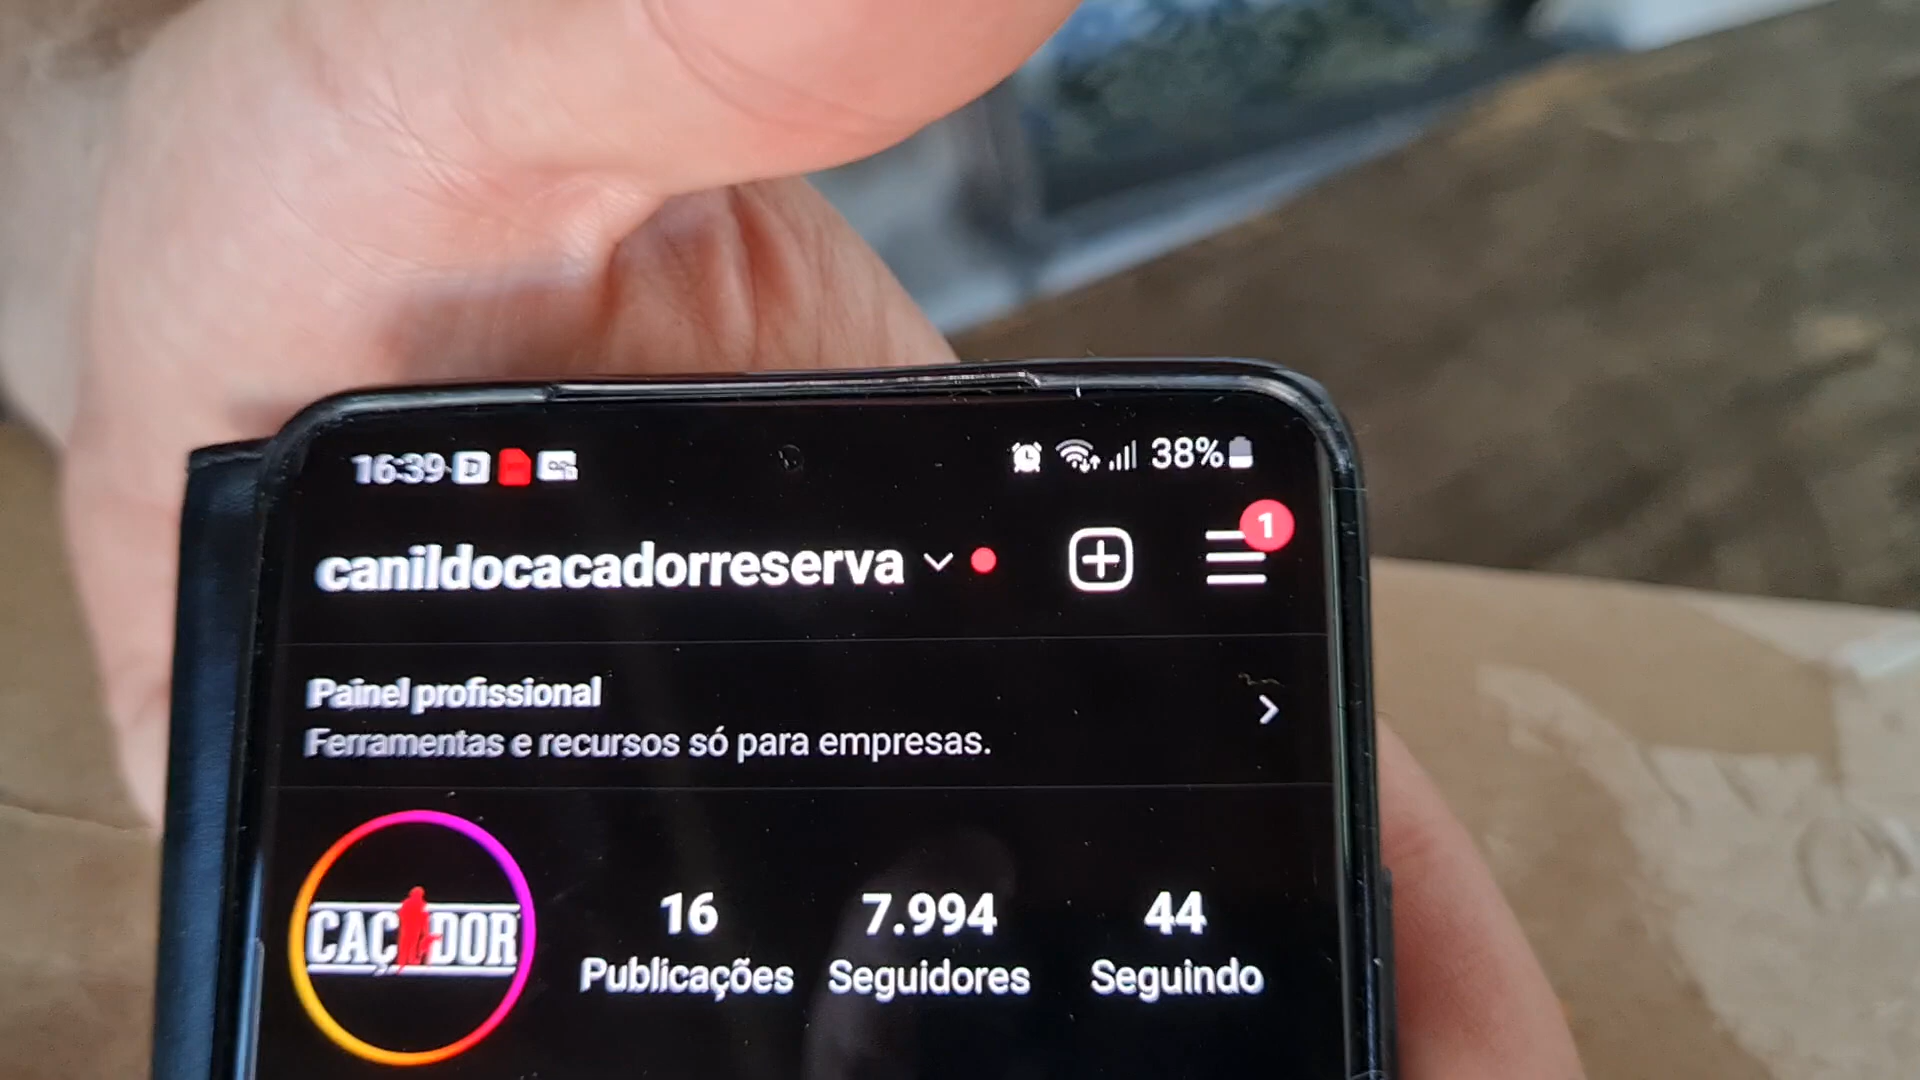 16:39 38%
canildocacadorreserva 1
Painel profissional
Ferramentas e recursos só para empresas.
CAÇADOR
16 7.994 44
Publicações Seguidores Seguindo